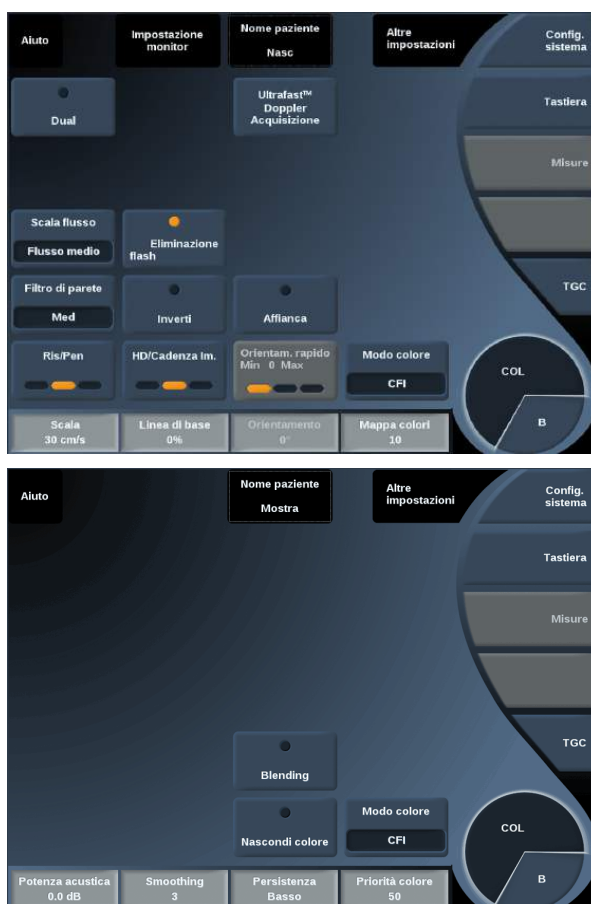 Aiuto
Impostazione
monitor
Nome paziente
Nasc
Altre
impostazioni
Config.
sistema
Dual
Ultrafast™
Doppler
Acquisizione
Tastiera
Misure
Scala flusso
Flusso medio
Eliminazione
flash
TGC
Filtro di parete
Med
Inverti
Affianca
Ris/Pen
HD/Cadenza Im.
Orientam. rapido
Min 0 Max
Modo colore
CFI
COL
B
Scala
30 cm/s
Linea di base
0%
Orientamento
0°
Mappa colori
10
Aiuto
Nome paziente
Mostra
Altre
impostazioni
Config.
sistema
Tastiera
Misure
TGC
Blending
Nascondi colore
Modo colore
CFI
COL
B
Potenza acustica
0.0 dB
Smoothing
3
Persistenza
Basso
Priorità colore
50